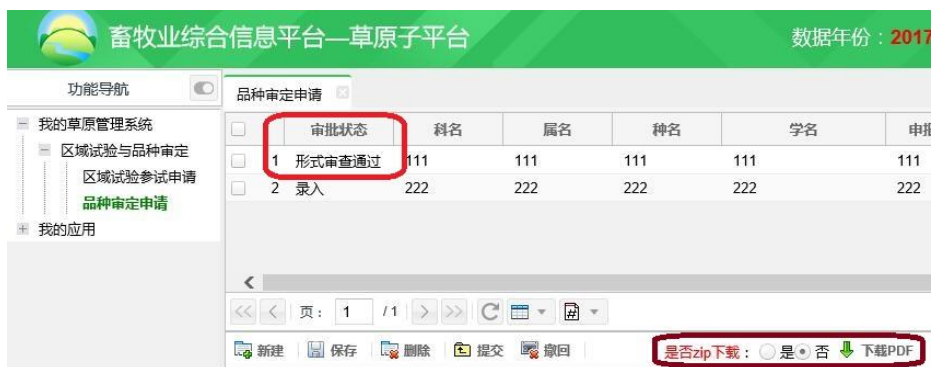 畜牧业综合信息平台—草原子平台 数据年份：2017
功能导航 品种审定申请
我的草原管理系统
区域试验与品种审定
区域试验参试申请
品种审定申请
我的应用
审批状态 科名 属名 种名 学名 申报
1 形式审查通过 111 111 111 111 111
2 录入 222 222 222 222 222
页： 1 /1
新建 保存 删除 提交 撤回 是否zip下载： 是 否 下载PDF